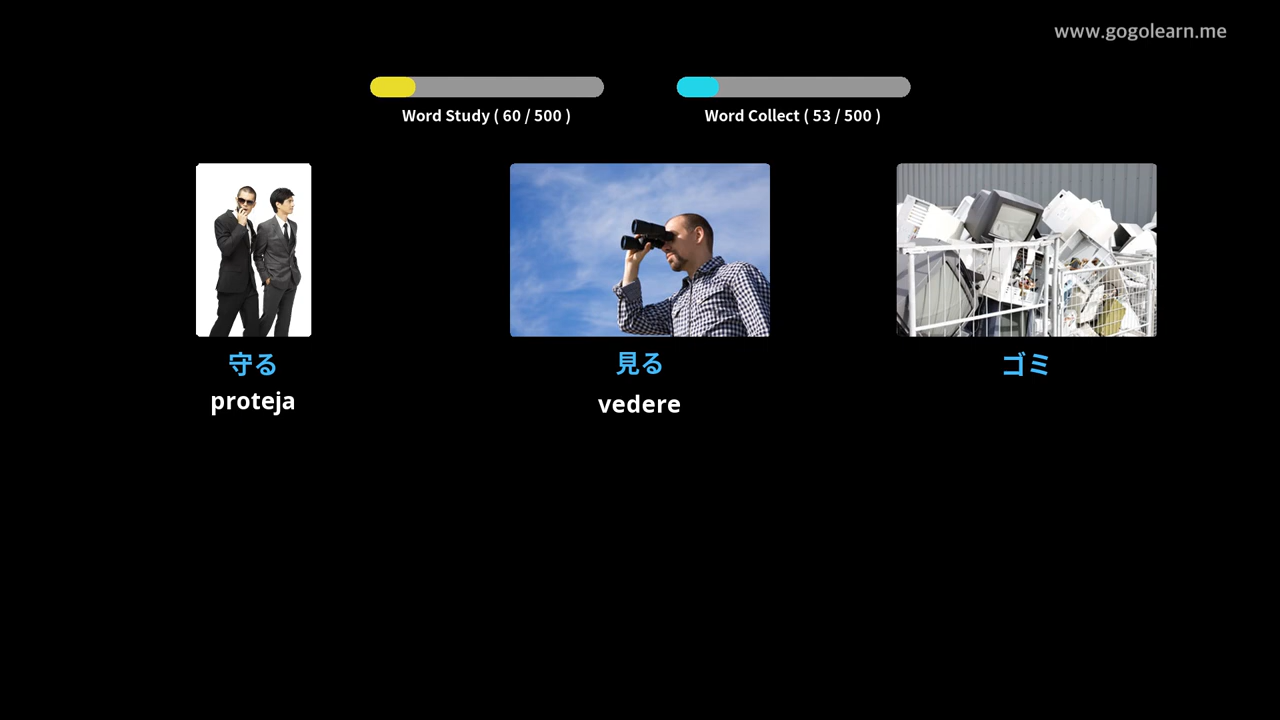 www.gogolearn.me
Word Study ( 60 / 500 )
Word Collect ( 53 / 500 )
守る
見る
ゴミ
proteja
vedere